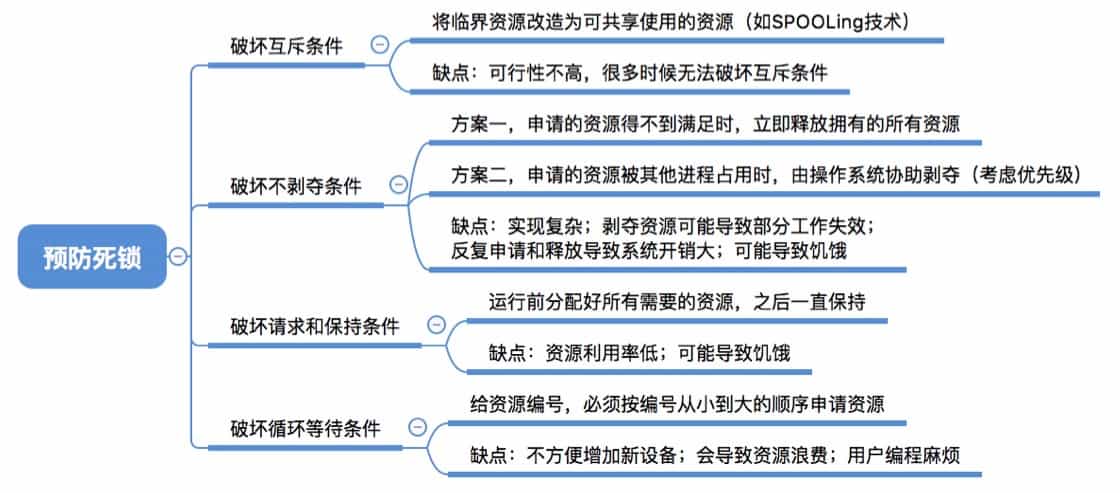 预防死锁
破坏互斥条件
将临界资源改造为可共享使用的资源（如SPOOLing技术）
缺点：可行性不高，很多时候无法破坏互斥条件
破坏不剥夺条件
方案一，申请的资源得不到满足时，立即释放拥有的所有资源
方案二，申请的资源被其他进程占用时，由操作系统协助剥夺（考虑优先级）
缺点：实现复杂；剥夺资源可能导致部分工作失效；
反复申请和释放导致系统开销大；可能导致饥饿
破坏请求和保持条件
运行前分配好所有需要的资源，之后一直保持
缺点：资源利用率低；可能导致饥饿
破坏循环等待条件
给资源编号，必须按编号从小到大的顺序申请资源
缺点：不方便增加新设备；会导致资源浪费；用户编程麻烦